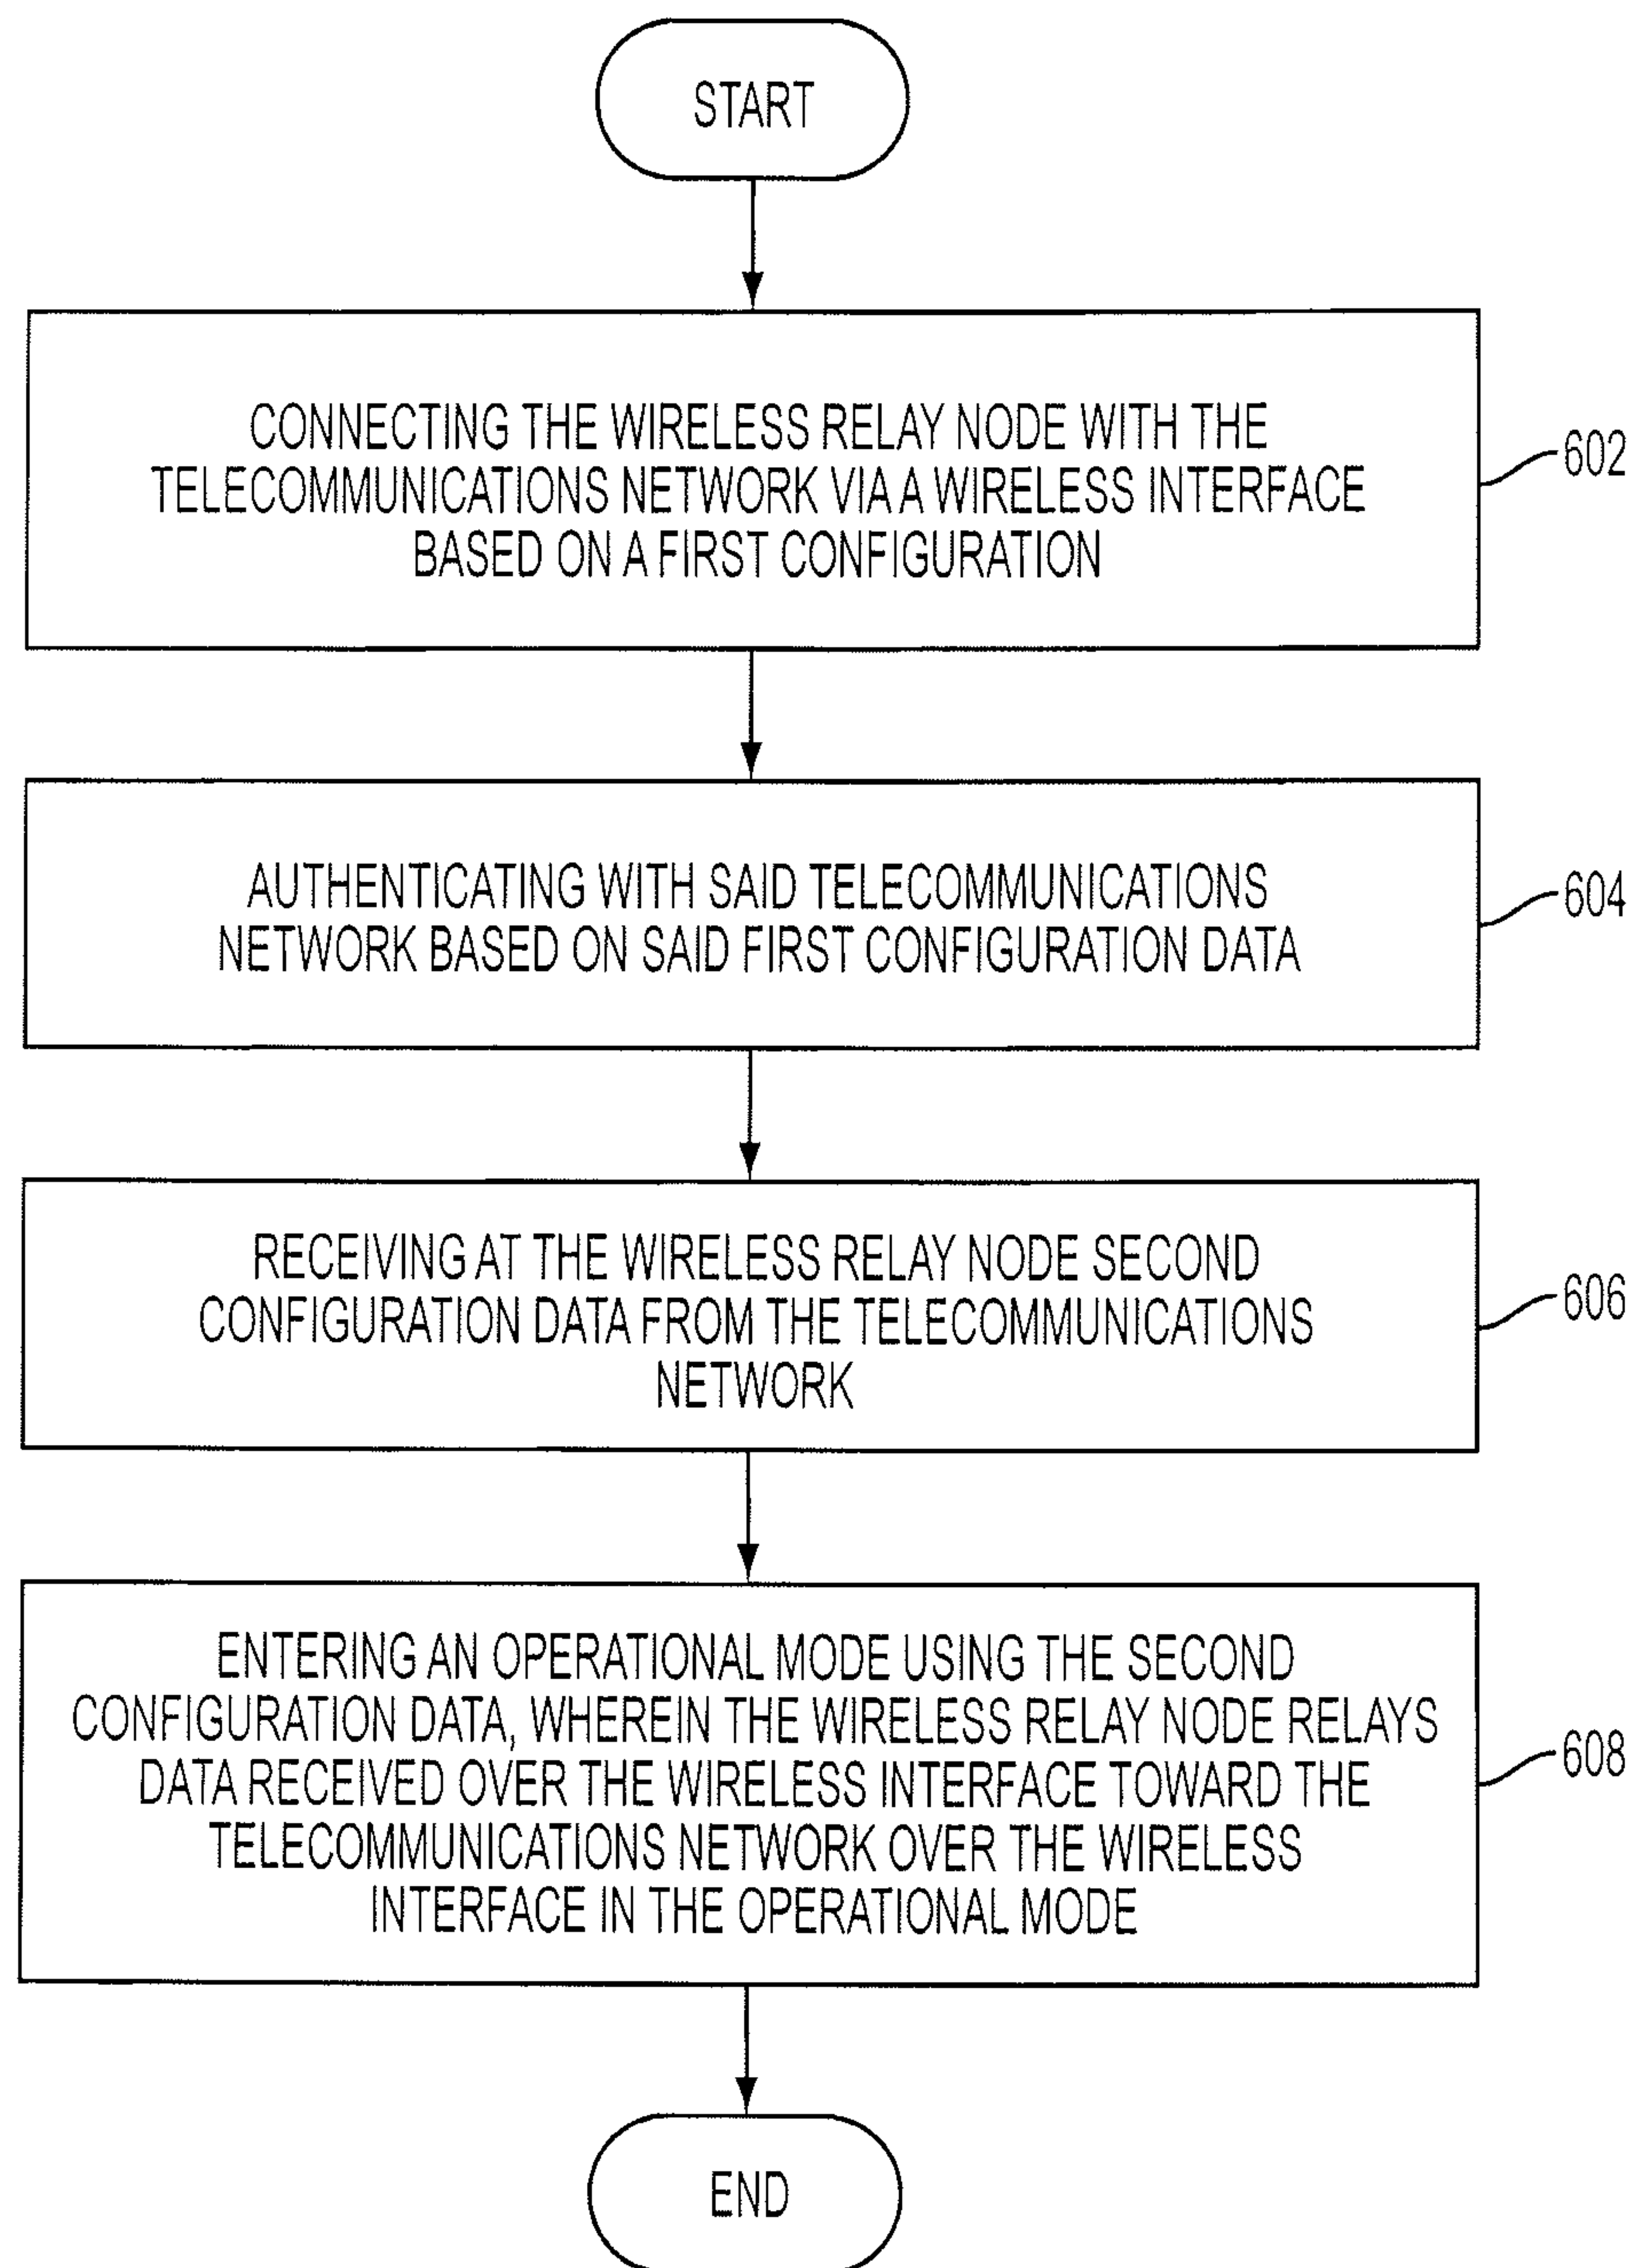 START
CONNECTING THE WIRELESS RELAY NODE WITH THE
TELECOMMUNICATIONS NETWORK VIA A WIRELESS INTERFACE
BASED ON A FIRST CONFIGURATION
602
AUTHENTICATING WITH SAID TELECOMMUNICATIONS
NETWORK BASED ON SAID FIRST CONFIGURATION DATA
604
RECEIVING AT THE WIRELESS RELAY NODE SECOND
CONFIGURATION DATA FROM THE TELECOMMUNICATIONS
NETWORK
606
ENTERING AN OPERATIONAL MODE USING THE SECOND
CONFIGURATION DATA, WHEREIN THE WIRELESS RELAY NODE RELAYS
DATA RECEIVED OVER THE WIRELESS INTERFACE TOWARD THE
TELECOMMUNICATIONS NETWORK OVER THE WIRELESS
INTERFACE IN THE OPERATIONAL MODE
608
END